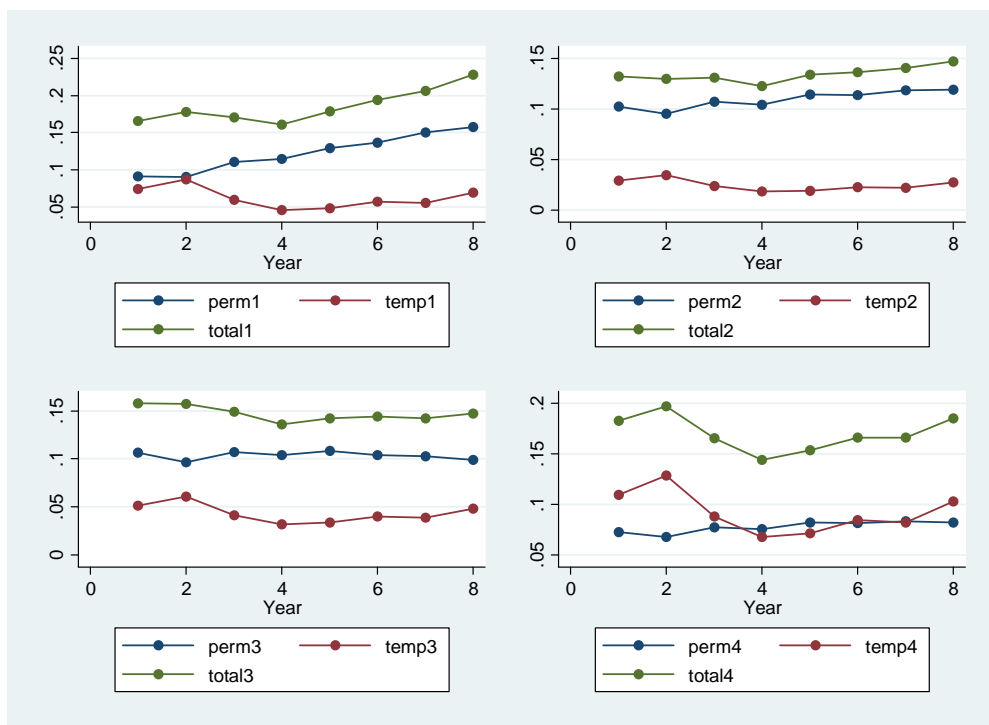 .25
.2
.15
.1
.05
0 2 4 6 8
Year
perm1 temp1
total1
.15
.1
.05
0
0 2 4 6 8
Year
perm2 temp2
total2
.15
.1
.05
0
0 2 4 6 8
Year
perm3 temp3
total3
.2
.15
.1
.05
0 2 4 6 8
Year
perm4 temp4
total4